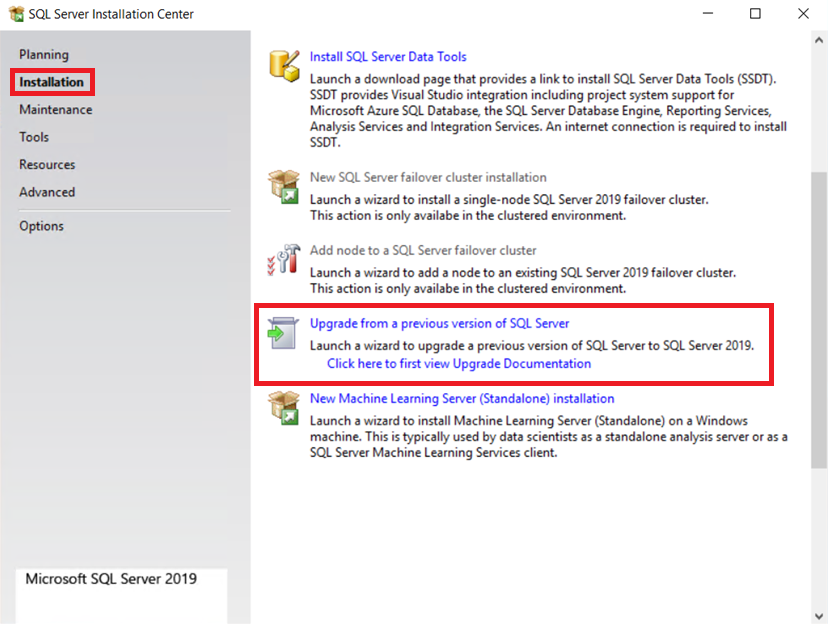 SQL Server Installation Center
Planning
Installation
Maintenance
Tools
Resources
Advanced
Options
Install SQL Server Data Tools
Launch a download page that provides a link to install SQL Server Data Tools (SSDT).
SSDT provides Visual Studio integration including project system support for
Microsoft Azure SQL Database, the SQL Server Database Engine, Reporting Services,
Analysis Services and Integration Services. An internet connection is required to install
SSDT.
New SQL Server failover cluster installation
Launch a wizard to install a single-node SQL Server 2019 failover cluster.
This action is only availabe in the clustered environment.
Add node to a SQL Server failover cluster
Launch a wizard to add a node to an existing SQL Server 2019 failover cluster.
This action is only availabe in the clustered environment.
Upgrade from a previous version of SQL Server
Launch a wizard to upgrade a previous version of SQL Server to SQL Server 2019.
Click here to first view Upgrade Documentation
New Machine Learning Server (Standalone) installation
Launch a wizard to install Machine Learning Server (Standalone) on a Windows
machine. This is typically used by data scientists as a standalone analysis server or as a
SQL Server Machine Learning Services client.
Microsoft SQL Server 2019